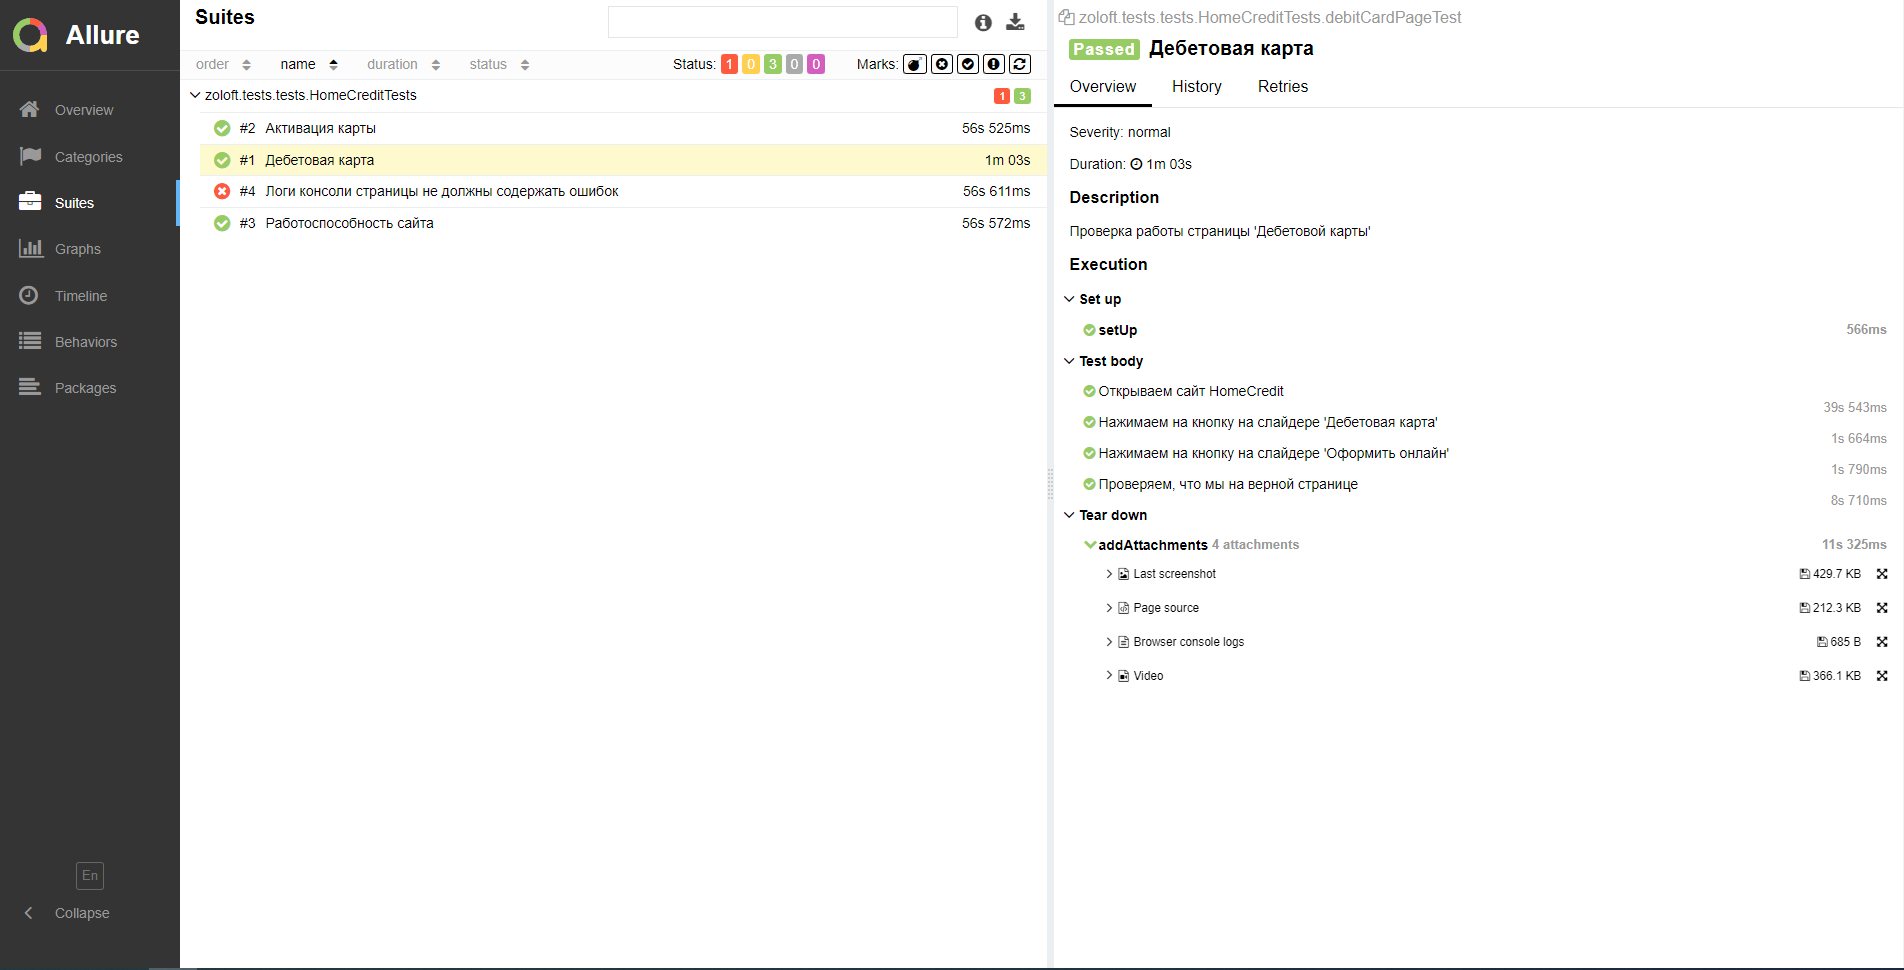 Allure
Overview
Categories
Suites
Graphs
Timeline
Behaviors
Packages
En
Collapse
Suites
order name duration status Status: 1 0 3 0 0 Marks:
zoloft.tests.tests.HomeCreditTests 1 3
#2 Активация карты 56s 525ms
#1 Дебетовая карта 1m 03s
#4 Логи консоли страницы не должны содержать ошибок 56s 611ms
#3 Работоспособность сайта 56s 572ms
zoloft.tests.tests.HomeCreditTests.debitCardPageTest
Passed Дебетовая карта
Overview History Retries
Severity: normal
Duration: 1m 03s
Description
Проверка работы страницы 'Дебетовой карты'
Execution
Set up
setUp 566ms
Test body
Открываем сайт HomeCredit 39s 543ms
Нажимаем на кнопку на слайдере 'Дебетовая карта' 1s 664ms
Нажимаем на кнопку на слайдере 'Оформить онлайн' 1s 790ms
Проверяем, что мы на верной странице 8s 710ms
Tear down
addAttachments 4 attachments 11s 325ms
Last screenshot 429.7 KB
Page source 212.3 KB
Browser console logs 685 B
Video 366.1 KB